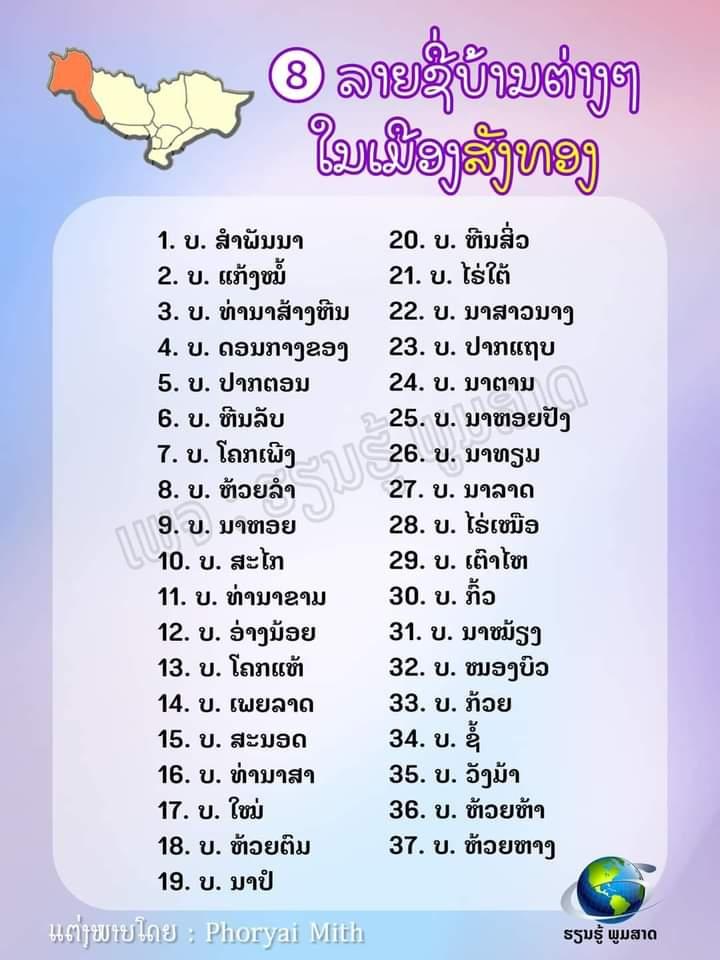 8 ລາຍຊື່ບ້ານຕ່າງໆ
ໃນເມືອງສັງທອງ
1. ບ. ສຳພັນນາ
2. ບ. ແກ້ງໝໍ້
3. ບ. ທ່ານາສ້າງຫີນ
4. ບ. ດອນກາງຂອງ
5. ບ. ປາກຕອນ
6. ບ. ຫີນລັບ
7. ບ. ໂຄກເພີງ
8. ບ. ຫ້ວຍລຳ
9. ບ. ນາຫອຍ
10. ບ. ສະໄກ
11. ບ. ທ່ານາຂາມ
12. ບ. ອ່າງນ້ອຍ
13. ບ. ໂຄກແຫ້
14. ບ. ເພຍລາດ
15. ບ. ສະນອດ
16. ບ. ທ່ານາສາ
17. ບ. ໃໝ່
18. ບ. ຫ້ວຍຕົມ
19. ບ. ນາປໍ
20. ບ. ຫີນສິ່ວ
21. ບ. ໄຮ່ໃຕ້
22. ບ. ນາສາວນາງ
23. ບ. ປາກແຖບ
24. ບ. ນາຕານ
25. ບ. ນາຫອຍປັງ
26. ບ. ນາທຽມ
27. ບ. ນາລາດ
28. ບ. ໄຮ່ເໜືອ
29. ບ. ເຕົາໄຫ
30. ບ. ກິ້ວ
31. ບ. ນາໝ້ຽງ
32. ບ. ໜອງບົວ
33. ບ. ກ້ວຍ
34. ບ. ຊໍ້
35. ບ. ວັງມ້າ
36. ບ. ຫ້ວຍຫ້າ
37. ບ. ຫ້ວຍຫາງ
ເພຈ : ຮຽນຮູ້ ພູມສາດ
ແຕ່ງພາບໂດຍ : Phoryai Mith
ຮຽນຮູ້ ພູມສາດ